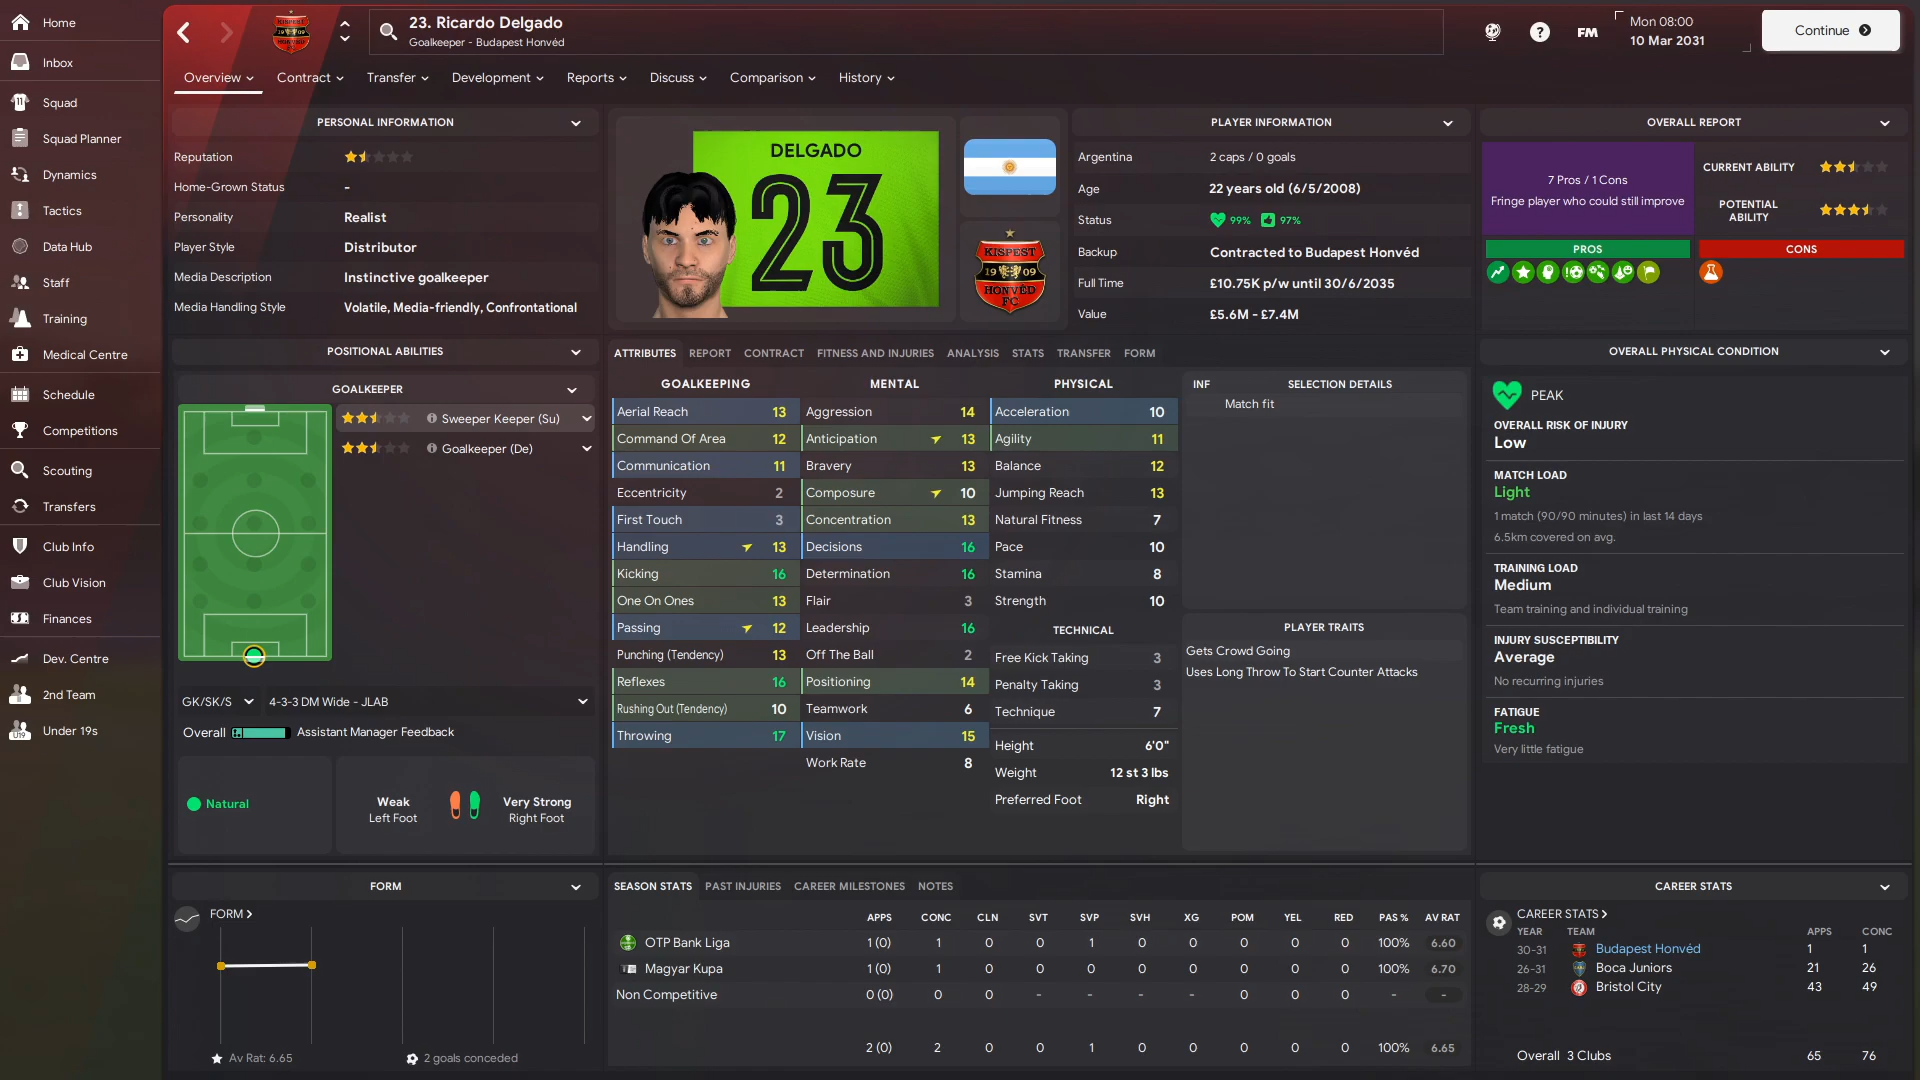 Home
Inbox
Squad
Squad Planner
Dynamics
Tactics
Data Hub
Staff
Training
Medical Centre
Schedule
Competitions
Scouting
Transfers
Club Info
Club Vision
Finances
Dev. Centre
2nd Team
Under 19s
23. Ricardo Delgado
Goalkeeper - Budapest Honvéd
FM
Mon 08:00
10 Mar 2031
Continue
Overview Contract Transfer Development Reports Discuss Comparison History
PERSONAL INFORMATION
Reputation
Home-Grown Status -
Personality Realist
Player Style Distributor
Media Description Instinctive goalkeeper
Media Handling Style Volatile, Media-friendly, Confrontational
DELGADO
23
KISPEST
1909
HONVÉD
FC
PLAYER INFORMATION
Argentina 2 caps / 0 goals
Age 22 years old (6/5/2008)
Status 99% 97%
Backup Contracted to Budapest Honvéd
Full Time £10.75K p/w until 30/6/2035
Value £5.6M - £7.4M
OVERALL REPORT
7 Pros / 1 Cons
Fringe player who could still improve
CURRENT ABILITY
POTENTIAL
ABILITY
PROS CONS
POSITIONAL ABILITIES
GOALKEEPER
Sweeper Keeper (Su)
Goalkeeper (De)
GK/SK/S 4-3-3 DM Wide - JLAB
Overall Assistant Manager Feedback
Natural
Weak
Left Foot
Very Strong
Right Foot
ATTRIBUTES REPORT CONTRACT FITNESS AND INJURIES ANALYSIS STATS TRANSFER FORM
GOALKEEPING
Aerial Reach 13
Command Of Area 12
Communication 11
Eccentricity 2
First Touch 3
Handling 13
Kicking 16
One On Ones 13
Passing 12
Punching (Tendency) 13
Reflexes 16
Rushing Out (Tendency) 10
Throwing 17
MENTAL
Aggression 14
Anticipation 13
Bravery 13
Composure 10
Concentration 13
Decisions 16
Determination 16
Flair 3
Leadership 16
Off The Ball 2
Positioning 14
Teamwork 6
Vision 15
Work Rate 8
PHYSICAL
Acceleration 10
Agility 11
Balance 12
Jumping Reach 13
Natural Fitness 7
Pace 10
Stamina 8
Strength 10
TECHNICAL
Free Kick Taking 3
Penalty Taking 3
Technique 7
Height 6'0"
Weight 12 st 3 lbs
Preferred Foot Right
INF SELECTION DETAILS
Match fit
PLAYER TRAITS
Gets Crowd Going
Uses Long Throw To Start Counter Attacks
OVERALL PHYSICAL CONDITION
PEAK
OVERALL RISK OF INJURY
Low
MATCH LOAD
Light
1 match (90/90 minutes) in last 14 days
6.5km covered on avg.
TRAINING LOAD
Medium
Team training and individual training
INJURY SUSCEPTIBILITY
Average
No recurring injuries
FATIGUE
Fresh
Very little fatigue
FORM
FORM
Av Rat: 6.65
2 goals conceded
SEASON STATS PAST INJURIES CAREER MILESTONES NOTES
APPS CONC CLN SVT SVP SVH XG POM YEL RED PAS % AV RAT
OTP Bank Liga 1 (0) 1 0 0 1 0 0 0 0 0 100% 6.60
Magyar Kupa 1 (0) 1 0 0 0 0 0 0 0 0 100% 6.70
Non Competitive 0 (0) 0 0 - - - - 0 0 0 - -
2 (0) 2 0 0 1 0 0 0 0 0 100% 6.65
CAREER STATS
CAREER STATS
YEAR TEAM APPS CONC
30-31 Budapest Honvéd 1 1
26-31 Boca Juniors 21 26
28-29 Bristol City 43 49
Overall 3 Clubs 65 76